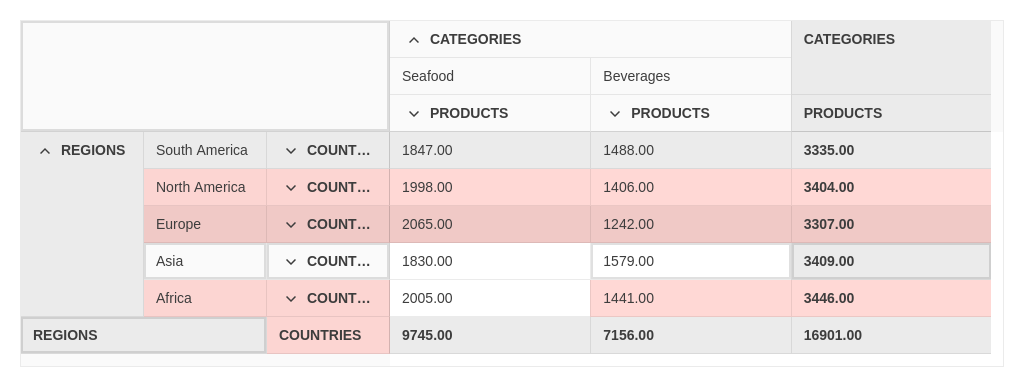 CATEGORIES CATEGORIES
Seafood Beverages
PRODUCTS PRODUCTS PRODUCTS
REGIONS South America COUNT... 1847.00 1488.00 3335.00
North America COUNT... 1998.00 1406.00 3404.00
Europe COUNT... 2065.00 1242.00 3307.00
Asia COUNT... 1830.00 1579.00 3409.00
Africa COUNT... 2005.00 1441.00 3446.00
REGIONS COUNTRIES 9745.00 7156.00 16901.00